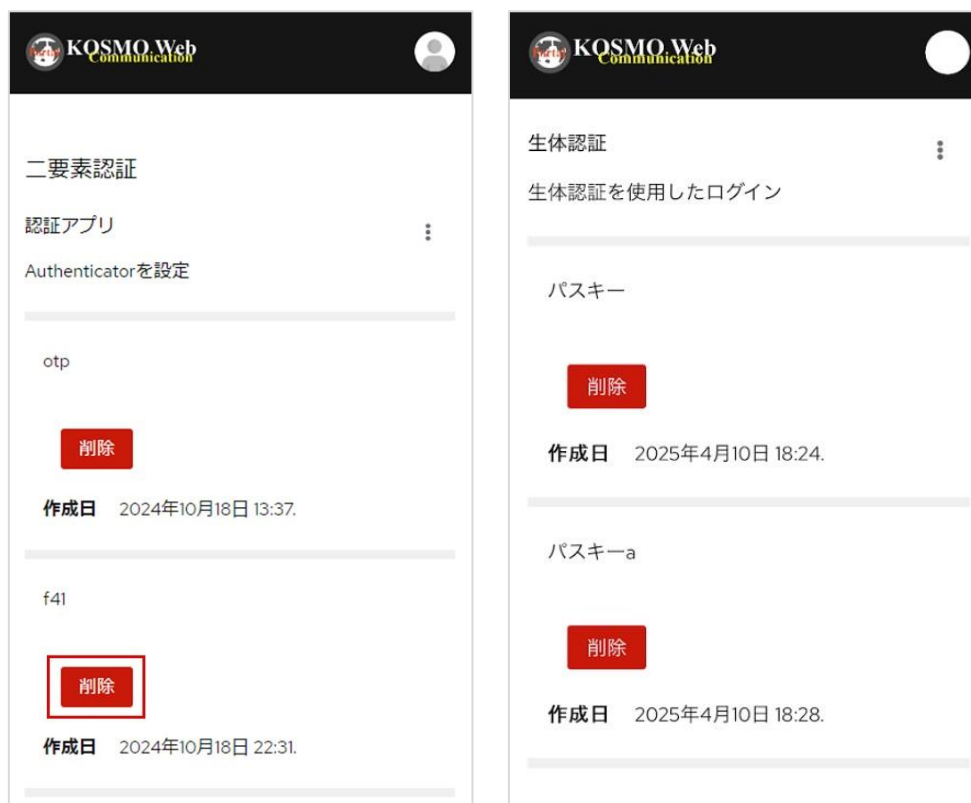 Portal KOSMO Web
Communication
二要素認証
認証アプリ
Authenticatorを設定
otp
削除
作成日 2024年10月18日 13:37.
f41
削除
作成日 2024年10月18日 22:31.
Portal KOSMO Web
Communication
生体認証
生体認証を使用したログイン
パスキー
削除
作成日 2025年4月10日 18:24.
パスキーa
削除
作成日 2025年4月10日 18:28.